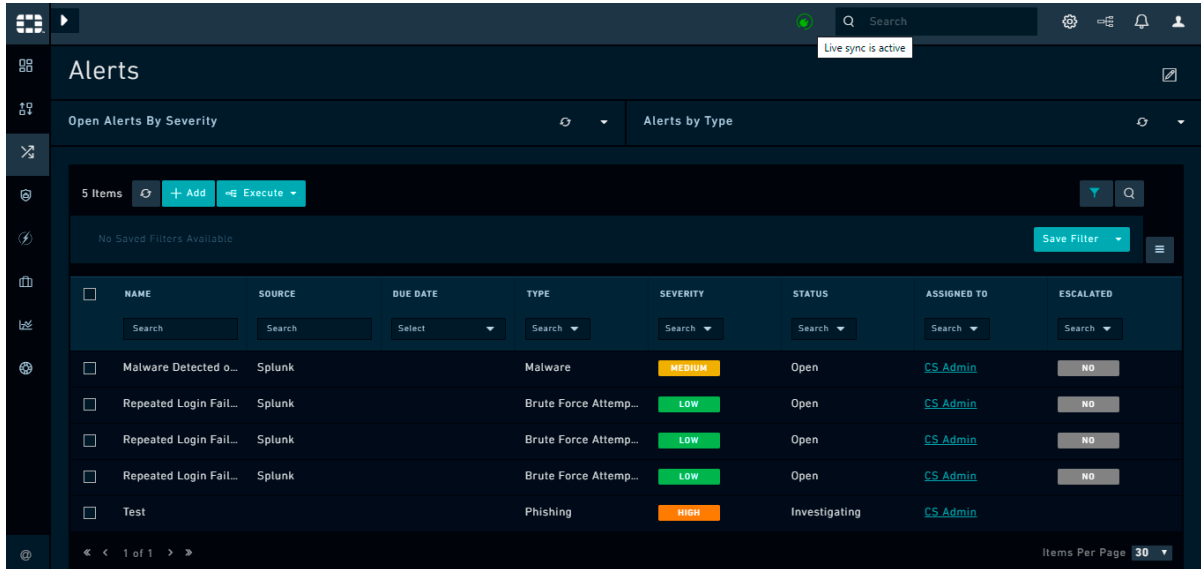 Search
Live sync is active
Alerts
Open Alerts By Severity
Alerts by Type
5 Items + Add Execute
No Saved Filters Available Save Filter
NAME SOURCE DUE DATE TYPE SEVERITY STATUS ASSIGNED TO ESCALATED
Search Search Select Search Search Search Search Search
Malware Detected o... Splunk Malware MEDIUM Open CS Admin NO
Repeated Login Fail... Splunk Brute Force Attemp... LOW Open CS Admin NO
Repeated Login Fail... Splunk Brute Force Attemp... LOW Open CS Admin NO
Repeated Login Fail... Splunk Brute Force Attemp... LOW Open CS Admin NO
Test Phishing HIGH Investigating CS Admin
@ « < 1 of 1 > » Items Per Page 30